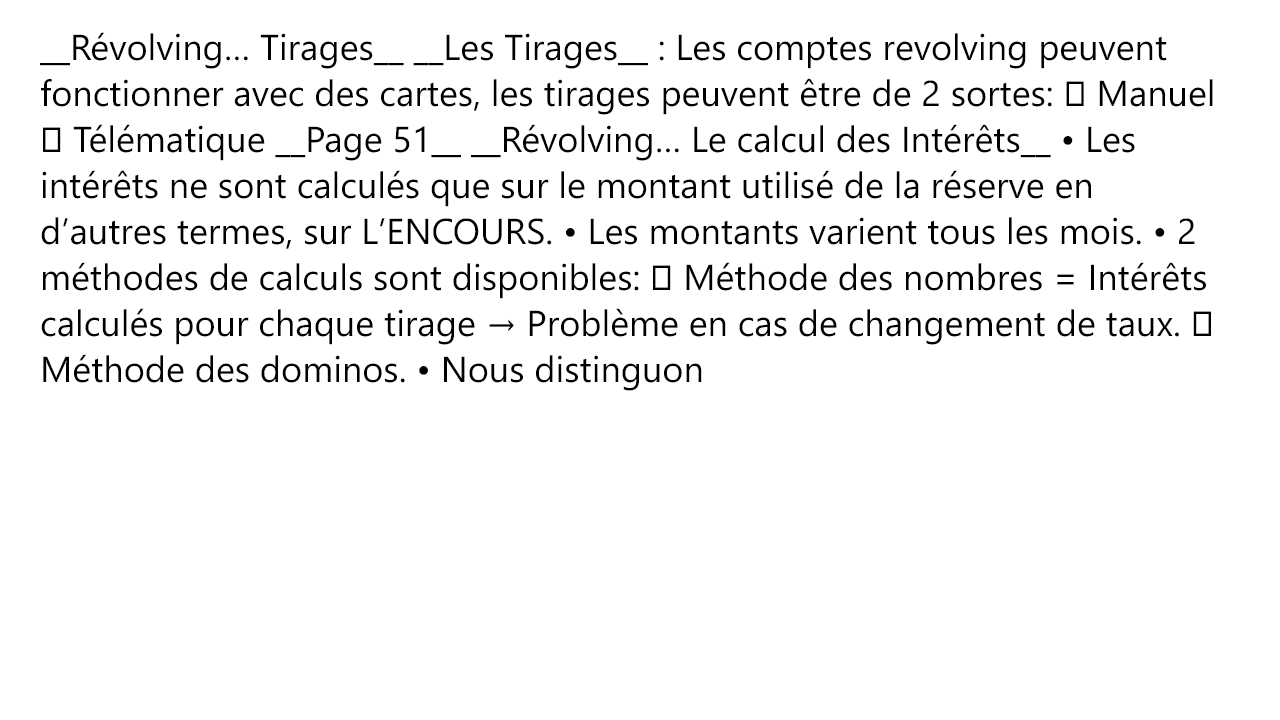 __Révolving… Tirages__ __Les Tirages__ : Les comptes revolving peuvent
fonctionner avec des cartes, les tirages peuvent être de 2 sortes:  Manuel
 Télématique __Page 51__ __Révolving… Le calcul des Intérêts__ • Les
intérêts ne sont calculés que sur le montant utilisé de la réserve en
d’autres termes, sur L’ENCOURS. • Les montants varient tous les mois. • 2
méthodes de calculs sont disponibles:  Méthode des nombres = Intérêts
calculés pour chaque tirage → Problème en cas de changement de taux. 
Méthode des dominos. • Nous distinguon